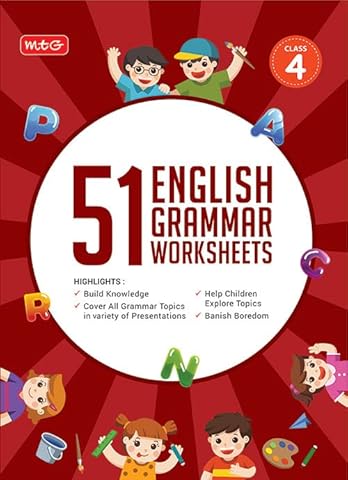 mtG
CLASS
4
P
A
51 ENGLISH
GRAMMAR
WORKSHEETS
HIGHLIGHTS :
✓ Build Knowledge
✓ Cover All Grammar Topics
in variety of Presentations
✓ Help Children
Explore Topics
✓ Banish Boredom
C
R
N